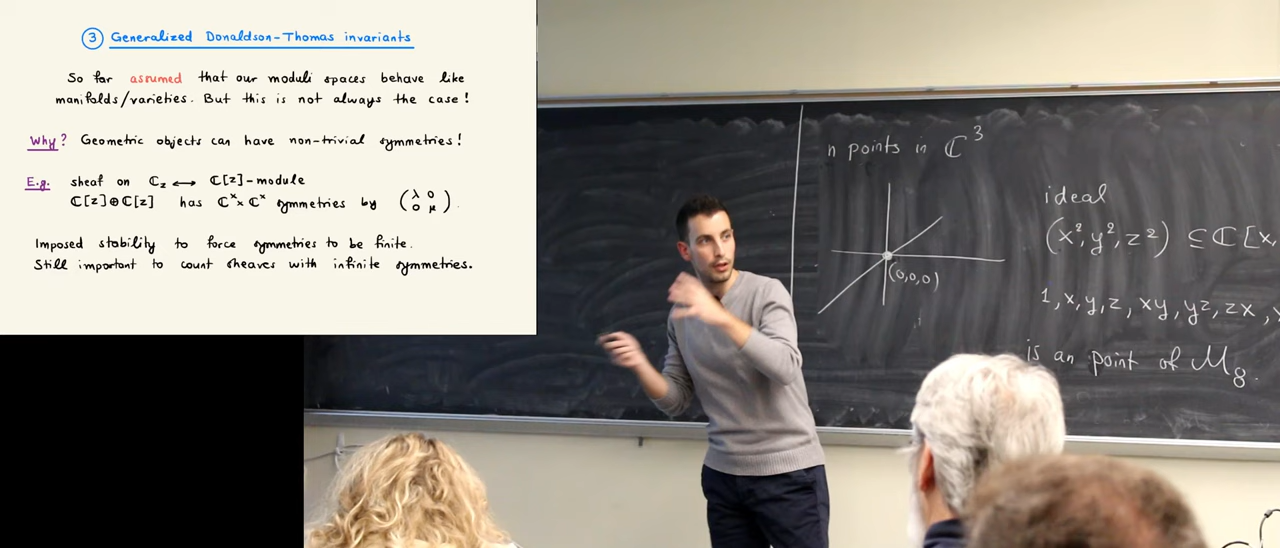 ③ Generalized Donaldson-Thomas invariants
So far assumed that our moduli spaces behave like
manifolds/varieties. But this is not always the case!
Why? Geometric objects can have non-trivial symmetries!
E.g. sheaf on ℂ_z ⟷ ℂ[z]-module
ℂ[z]⊕ℂ[z] has ℂ^× × ℂ^× symmetries by (λ 0
0 μ).
Imposed stability to force symmetries to be finite.
Still important to count sheaves with infinite symmetries.
n points in ℂ³
(0,0,0)
ideal
(x², y², z²) ⊆ ℂ[x,
1, x, y, z, xy, yz, zx,
is an point of M₈.